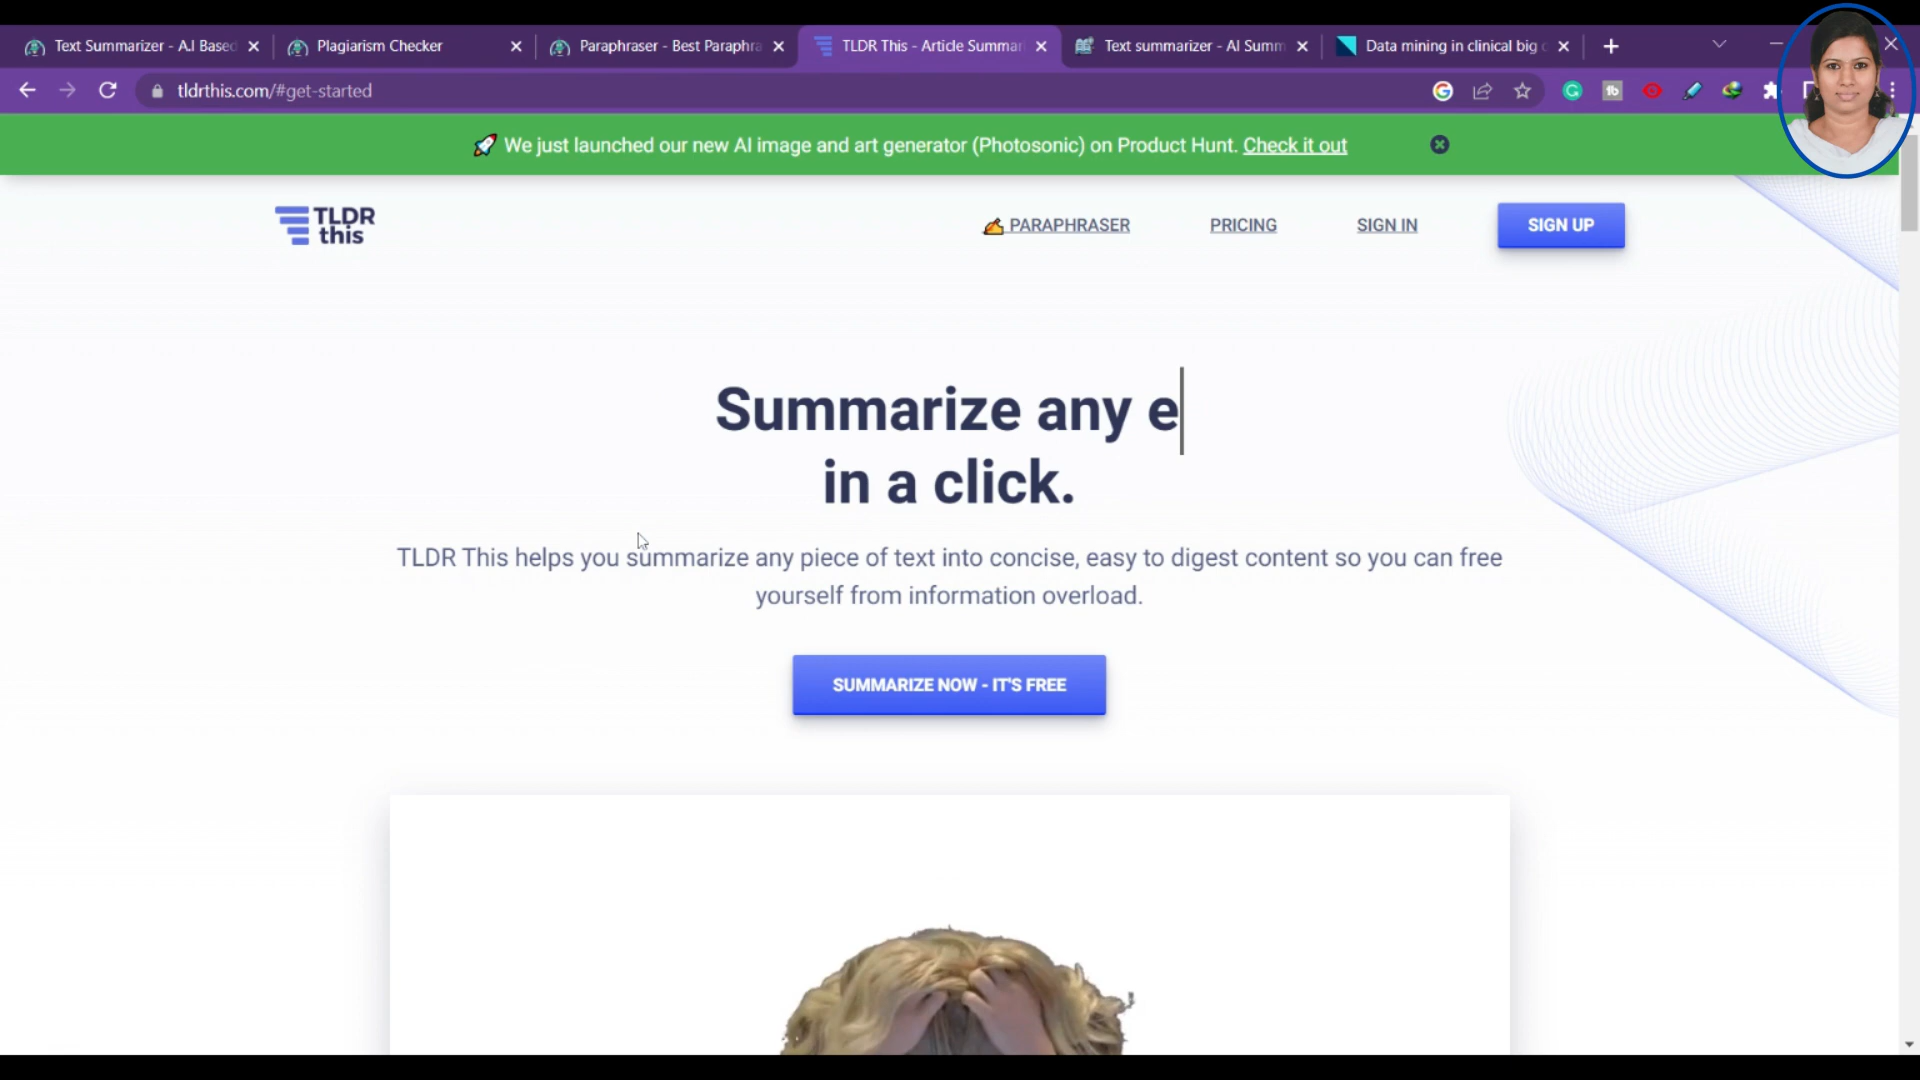 Text Summarizer - A.I Based
Plagiarism Checker
Paraphraser - Best Paraphra
TLDR This - Article Summar
Text summarizer - AI Summ
Data mining in clinical big
tldrthis.com/#get-started
We just launched our new AI image and art generator (Photosonic) on Product Hunt. Check it out
TLDR
this
PARAPHRASER
PRICING
SIGN IN
SIGN UP
Summarize any e
in a click.
TLDR This helps you summarize any piece of text into concise, easy to digest content so you can free
yourself from information overload.
SUMMARIZE NOW - IT'S FREE